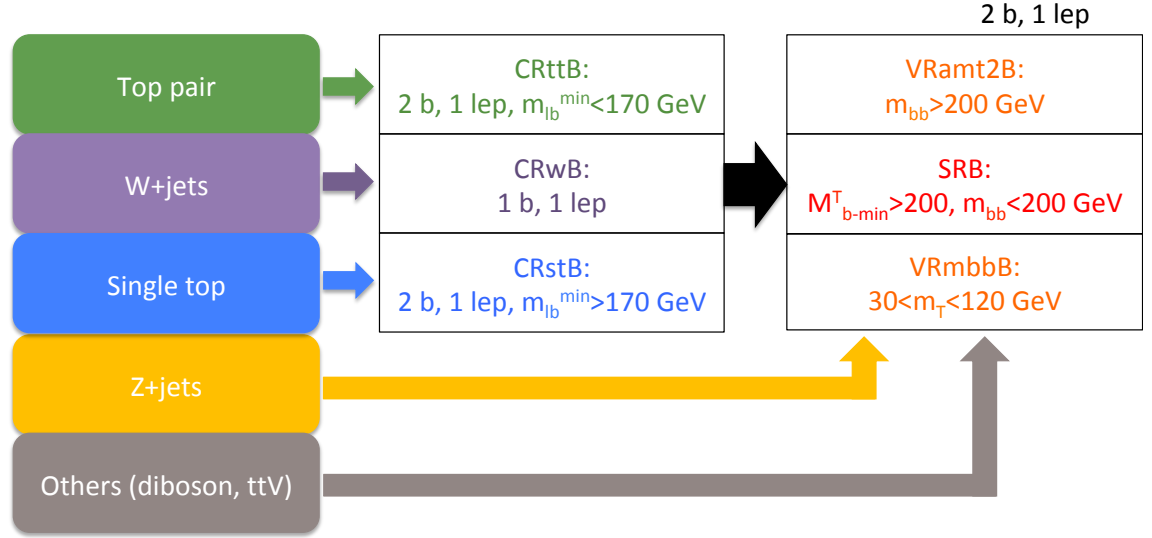 2 b, 1 lep
Top pair
CRttB:
2 b, 1 lep, m_lb^min<170 GeV
VRamt2B:
m_bb>200 GeV
W+jets
CRwB:
1 b, 1 lep
SRB:
M^T_b-min>200, m_bb<200 GeV
Single top
CRstB:
2 b, 1 lep, m_lb^min>170 GeV
VRmbbB:
30<m_T<120 GeV
Z+jets
Others (diboson, ttV)